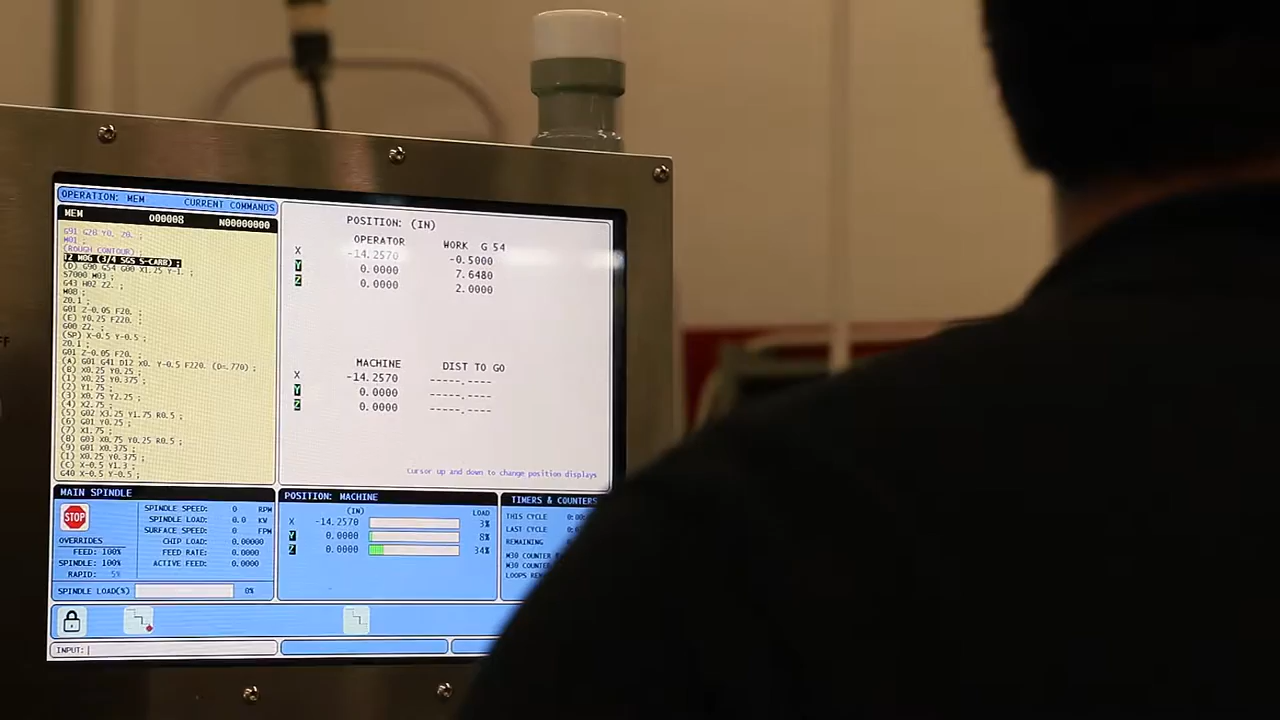 OPERATION: MEM CURRENT COMMANDS
MEM O00008 N00000000
G91 G28 Y0. Z0. ;
M01 ;
(ROUGH CONTOUR) ;
T2 M06 (3/4 SGS S-CARB) ;
(D) G90 G54 G00 X1.25 Y-1. ;
S7000 M03 ;
G43 H02 Z2. ;
M08 ;
Z0.1 ;
G01 Z-0.05 F20. ;
(E) Y0.25 F220. ;
G00 Z2. ;
(SP) X-0.5 Y-0.5 ;
Z0.1 ;
G01 Z-0.05 F20. ;
(A) G01 G41 D12 X0. Y-0.5 F220. (D=.770) ;
(B) X0.25 Y0.25 ;
(1) X0.25 Y0.375 ;
(2) Y1.75 ;
(3) X0.75 Y2.25 ;
(4) X2.75 ;
(5) G02 X3.25 Y1.75 R0.5 ;
(6) G01 Y0.25 ;
(7) X1.75 ;
(8) G03 X0.75 Y0.25 R0.5 ;
(9) G01 X0.375 ;
(1) X0.25 Y0.375 ;
(C) X-0.5 Y1.3 ;
G40 X-0.5 Y-0.5 ;
POSITION: (IN)
OPERATOR WORK G 54
X -14.2570 -0.5000
Y 0.0000 7.6480
Z 0.0000 2.0000
MACHINE DIST TO GO
X -14.2570 -----.----
Y 0.0000 -----.----
Z 0.0000 -----.----
Cursor up and down to change position displays
MAIN SPINDLE
STOP
SPINDLE SPEED: 0 RPM
SPINDLE LOAD: 0.0 KW
SURFACE SPEED: 0 FPM
CHIP LOAD: 0.00000
FEED RATE: 0.0000
ACTIVE FEED: 0.0000
OVERRIDES
FEED: 100%
SPINDLE: 100%
RAPID: 5%
SPINDLE LOAD(%) 0%
POSITION: MACHINE
(IN) LOAD
X -14.2570 3%
Y 0.0000 8%
Z 0.0000 34%
TIMERS & COUNTERS
THIS CYCLE
LAST CYCLE
REMAINING
M30 COUNTER
M30 COUNTER
LOOPS
INPUT: